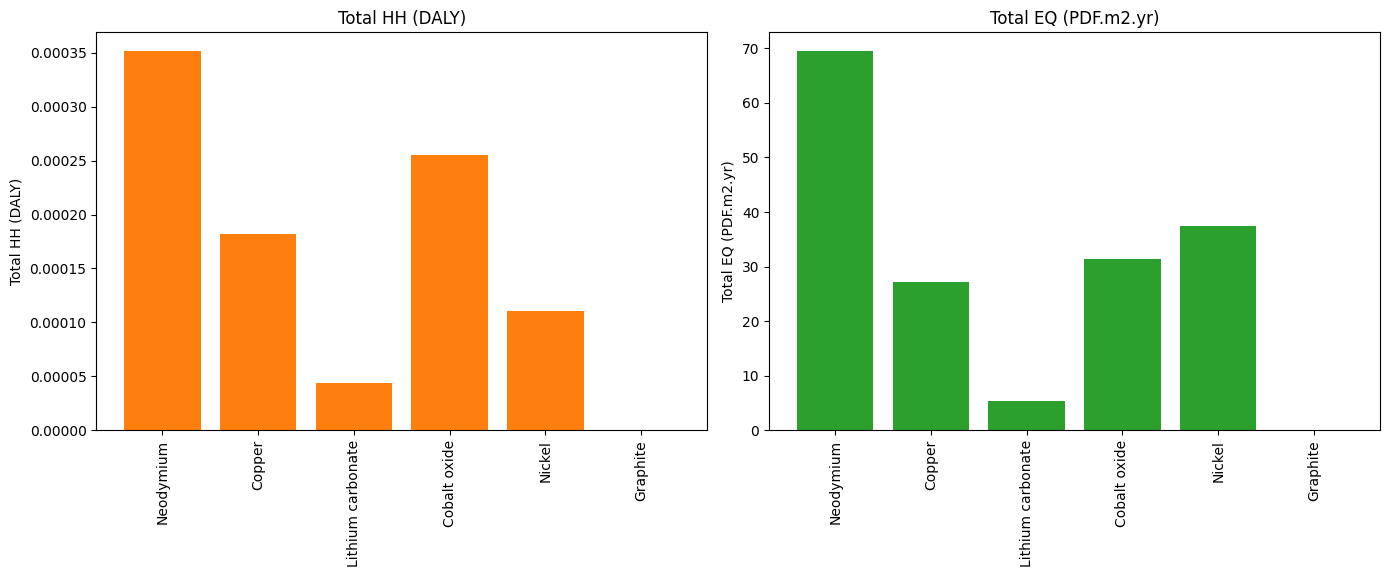 Total HH (DALY)
Total HH (DALY)
0.00035
0.00030
0.00025
0.00020
0.00015
0.00010
0.00005
0.00000
Neodymium
Copper
Lithium carbonate
Cobalt oxide
Nickel
Graphite
Total EQ (PDF.m2.yr)
Total EQ (PDF.m2.yr)
70
60
50
40
30
20
10
0
Neodymium
Copper
Lithium carbonate
Cobalt oxide
Nickel
Graphite